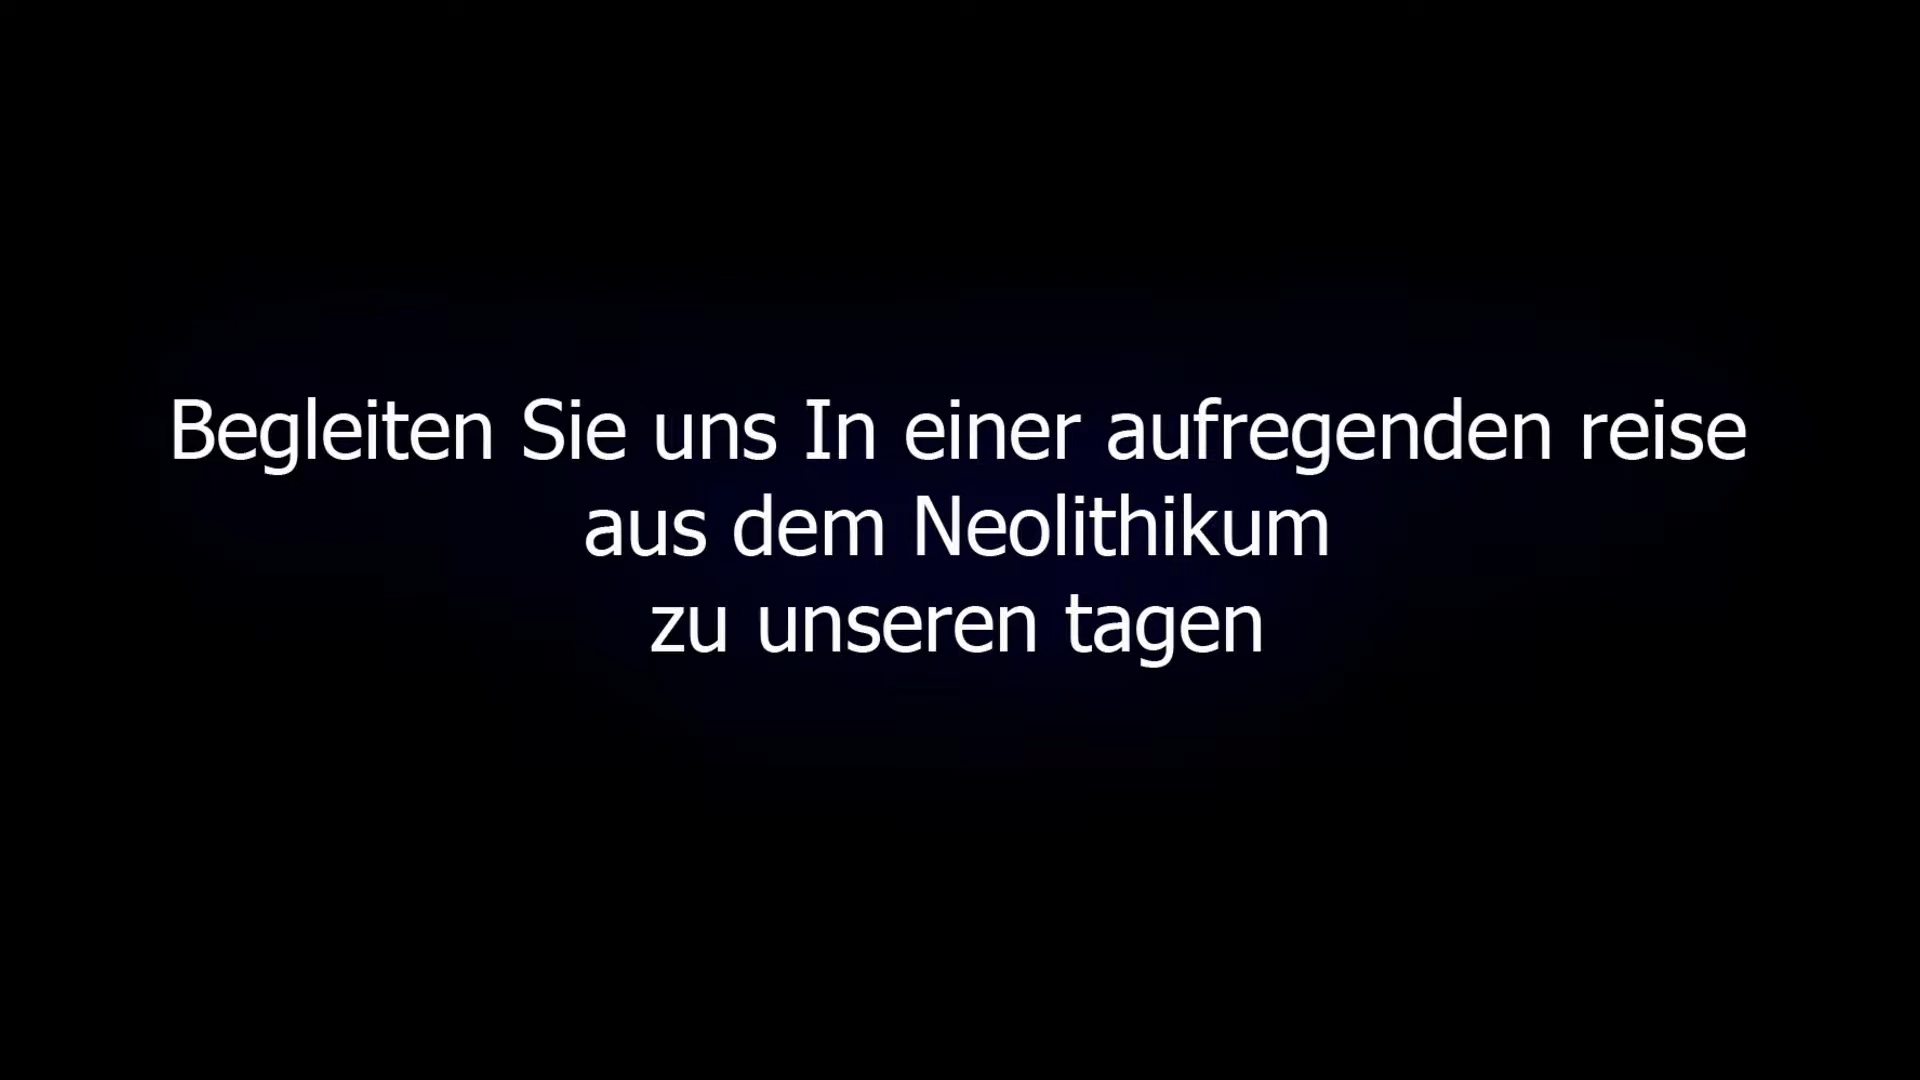 Begleiten Sie uns In einer aufregenden reise
aus dem Neolithikum
zu unseren tagen